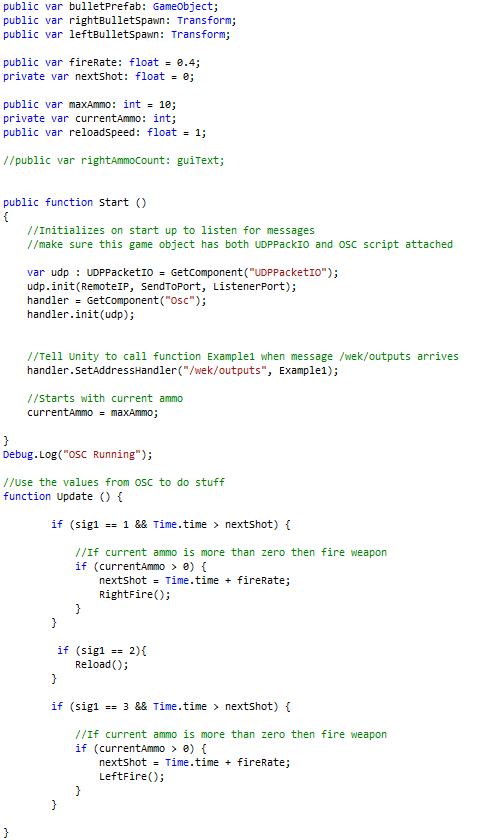 public var bulletPrefab: GameObject;
public var rightBulletSpawn: Transform;
public var leftBulletSpawn: Transform;
public var fireRate: float = 0.4;
private var nextShot: float = 0;
public var maxAmmo: int = 10;
private var currentAmmo: int;
public var reloadSpeed: float = 1;
//public var rightAmmoCount: guiText;
public function Start ()
{
//Initializes on start up to listen for messages
//make sure this game object has both UDPPackIO and OSC script attached
var udp : UDPPacketIO = GetComponent("UDPPacketIO");
udp.init(RemoteIP, SendToPort, ListenerPort);
handler = GetComponent("Osc");
handler.init(udp);
//Tell Unity to call function Example1 when message /wek/outputs arrives
handler.SetAddressHandler("/wek/outputs", Example1);
//Starts with current ammo
currentAmmo = maxAmmo;
}
Debug.Log("OSC Running");
//Use the values from OSC to do stuff
function Update () {
if (sig1 == 1 && Time.time > nextShot) {
//If current ammo is more than zero then fire weapon
if (currentAmmo > 0) {
nextShot = Time.time + fireRate;
RightFire();
}
}
if (sig1 == 2){
Reload();
}
if (sig1 == 3 && Time.time > nextShot) {
//If current ammo is more than zero then fire weapon
if (currentAmmo > 0) {
nextShot = Time.time + fireRate;
LeftFire();
}
}
}